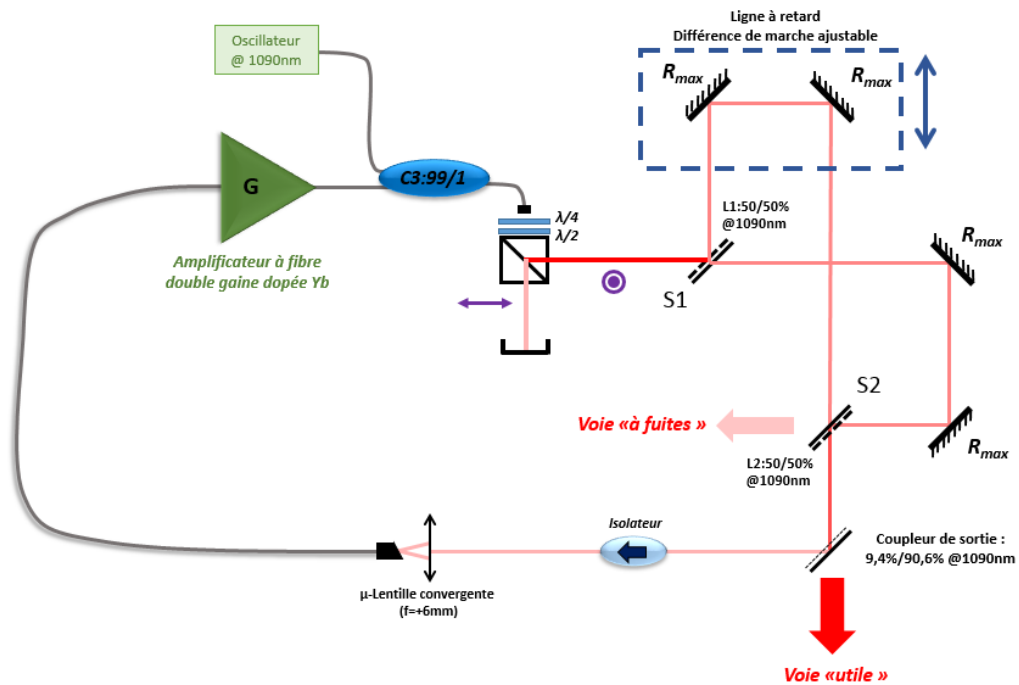 Ligne à retard
Différence de marche ajustable
Oscillateur
@ 1090nm
Rmax
Rmax
G
C3:99/1
λ/4
λ/2
L1:50/50%
@1090nm
Rmax
Amplificateur à fibre
double gaine dopée Yb
S1
S2
Voie «à fuites »
Rmax
L2:50/50%
@1090nm
Isolateur
Coupleur de sortie :
9,4%/90,6% @1090nm
µ-Lentille convergente
(f=+6mm)
Voie «utile »